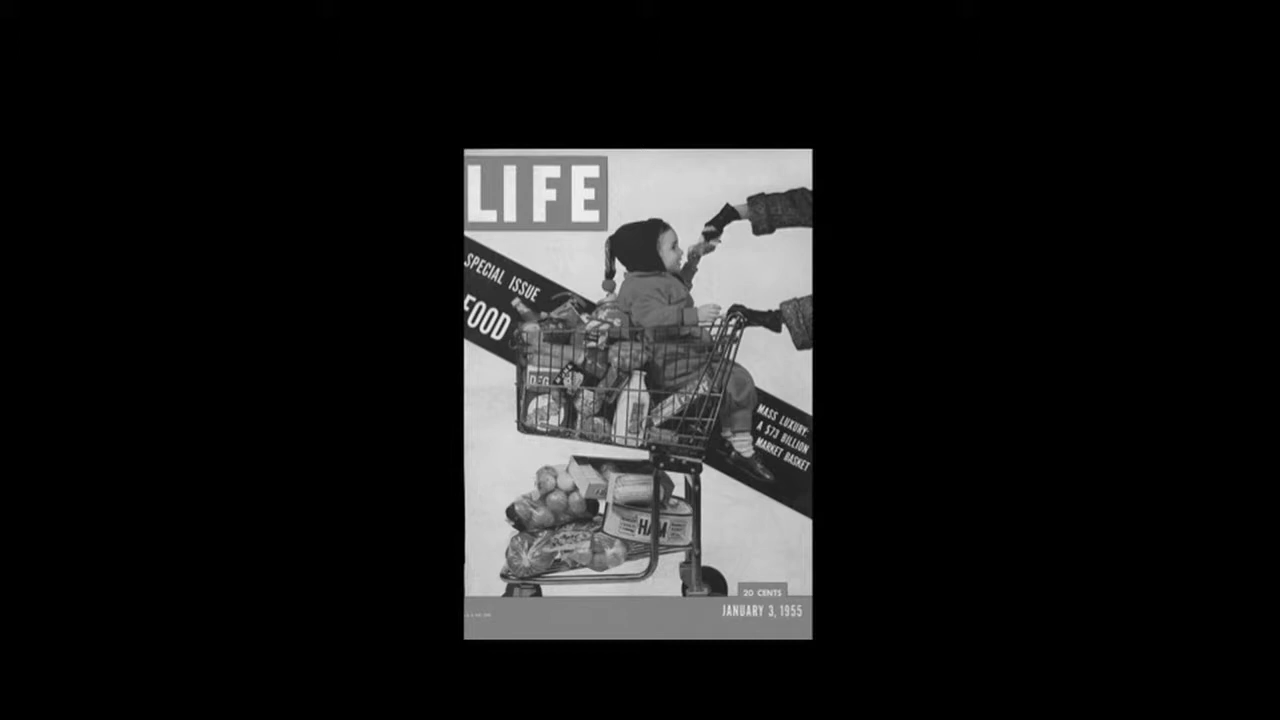 LIFE
SPECIAL ISSUE
FOOD
MASS LUXURY:
A $73 BILLION
MARKET BASKET
HAM
20 CENTS
JANUARY 3, 1955